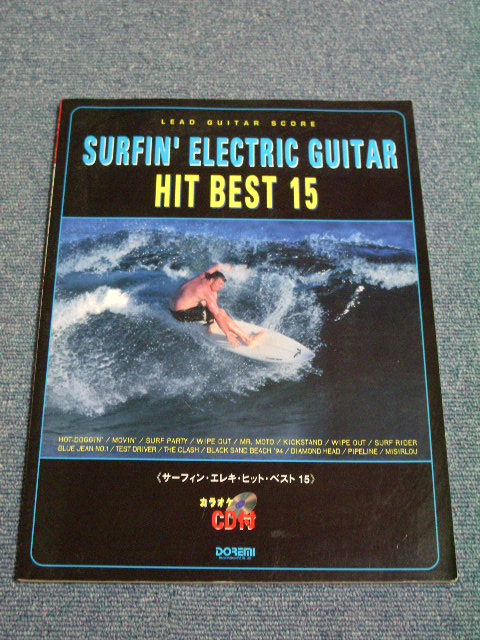 LEAD GUITAR SCORE
SURFIN' ELECTRIC GUITAR
HIT BEST 15
HOT-DOGGIN' / MOVIN' / SURF PARTY / WIPE OUT / MR. MOTO / KICKSTAND / WIPE OUT / SURF RIDER
BLUE JEAN NO.1 / TEST DRIVER / THE CLASH / BLACK SAND BEACH '94 / DIAMOND HEAD / PIPELINE / MISIRLOU
《サーフィン・エレキ・ヒット・ベスト 15》
カラオケ
CD付
DOREMI